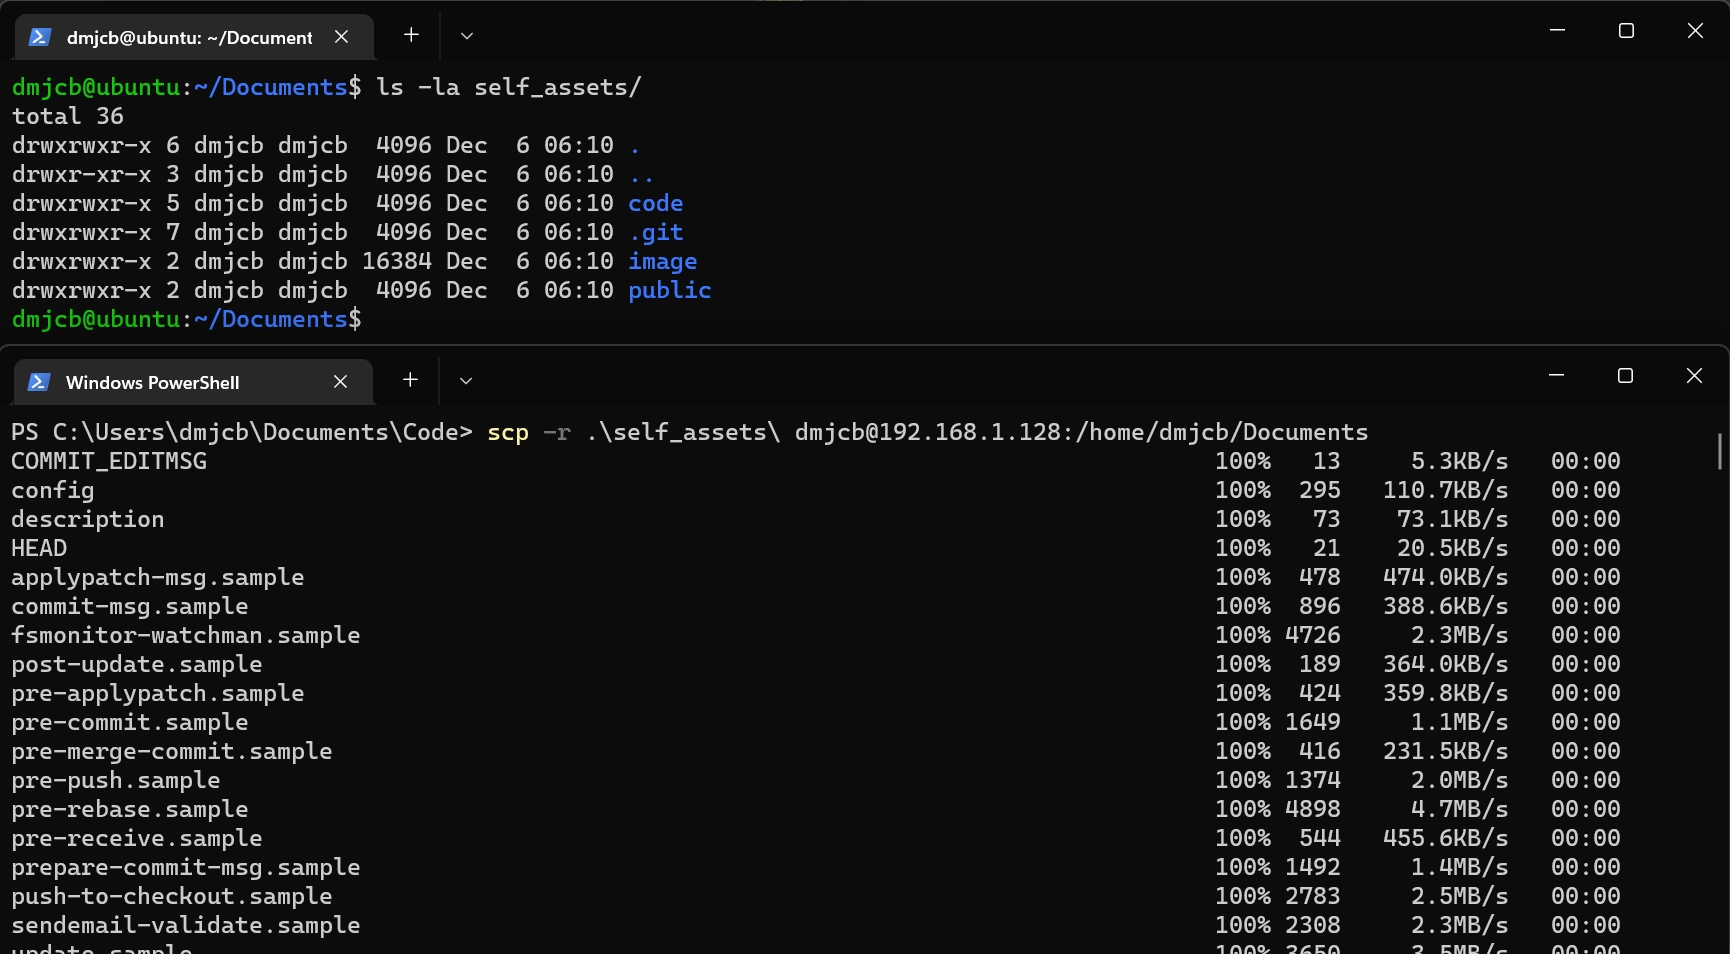 dmjcb@ubuntu: ~/Document
dmjcb@ubuntu:~/Documents$ ls -la self_assets/
total 36
drwxrwxr-x 6 dmjcb dmjcb  4096 Dec  6 06:10 .
drwxr-xr-x 3 dmjcb dmjcb  4096 Dec  6 06:10 ..
drwxrwxr-x 5 dmjcb dmjcb  4096 Dec  6 06:10 code
drwxrwxr-x 7 dmjcb dmjcb  4096 Dec  6 06:10 .git
drwxrwxr-x 2 dmjcb dmjcb 16384 Dec  6 06:10 image
drwxrwxr-x 2 dmjcb dmjcb  4096 Dec  6 06:10 public
dmjcb@ubuntu:~/Documents$
Windows PowerShell
PS C:\Users\dmjcb\Documents\Code> scp -r .\self_assets\ dmjcb@192.168.1.128:/home/dmjcb/Documents
COMMIT_EDITMSG 100% 13 5.3KB/s 00:00
config 100% 295 110.7KB/s 00:00
description 100% 73 73.1KB/s 00:00
HEAD 100% 21 20.5KB/s 00:00
applypatch-msg.sample 100% 478 474.0KB/s 00:00
commit-msg.sample 100% 896 388.6KB/s 00:00
fsmonitor-watchman.sample 100% 4726 2.3MB/s 00:00
post-update.sample 100% 189 364.0KB/s 00:00
pre-applypatch.sample 100% 424 359.8KB/s 00:00
pre-commit.sample 100% 1649 1.1MB/s 00:00
pre-merge-commit.sample 100% 416 231.5KB/s 00:00
pre-push.sample 100% 1374 2.0MB/s 00:00
pre-rebase.sample 100% 4898 4.7MB/s 00:00
pre-receive.sample 100% 544 455.6KB/s 00:00
prepare-commit-msg.sample 100% 1492 1.4MB/s 00:00
push-to-checkout.sample 100% 2783 2.5MB/s 00:00
sendemail-validate.sample 100% 2308 2.3MB/s 00:00
update.sample 100% 3650 3.5MB/s 00:00